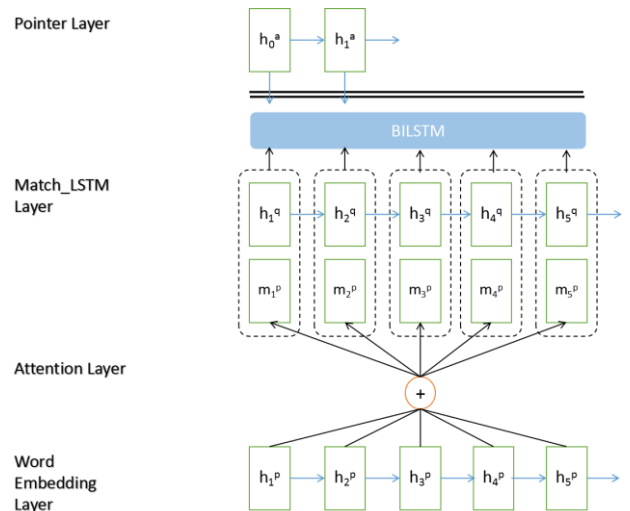 Pointer Layer
h₀ᵃ h₁ᵃ
BILSTM
Match_LSTM
Layer
h₁q h₂q h₃q h₄q h₅q
m₁ᵖ m₂ᵖ m₃ᵖ m₄ᵖ m₅ᵖ
Attention Layer
+
Word
Embedding
Layer
h₁ᵖ h₂ᵖ h₃ᵖ h₄ᵖ h₅ᵖ